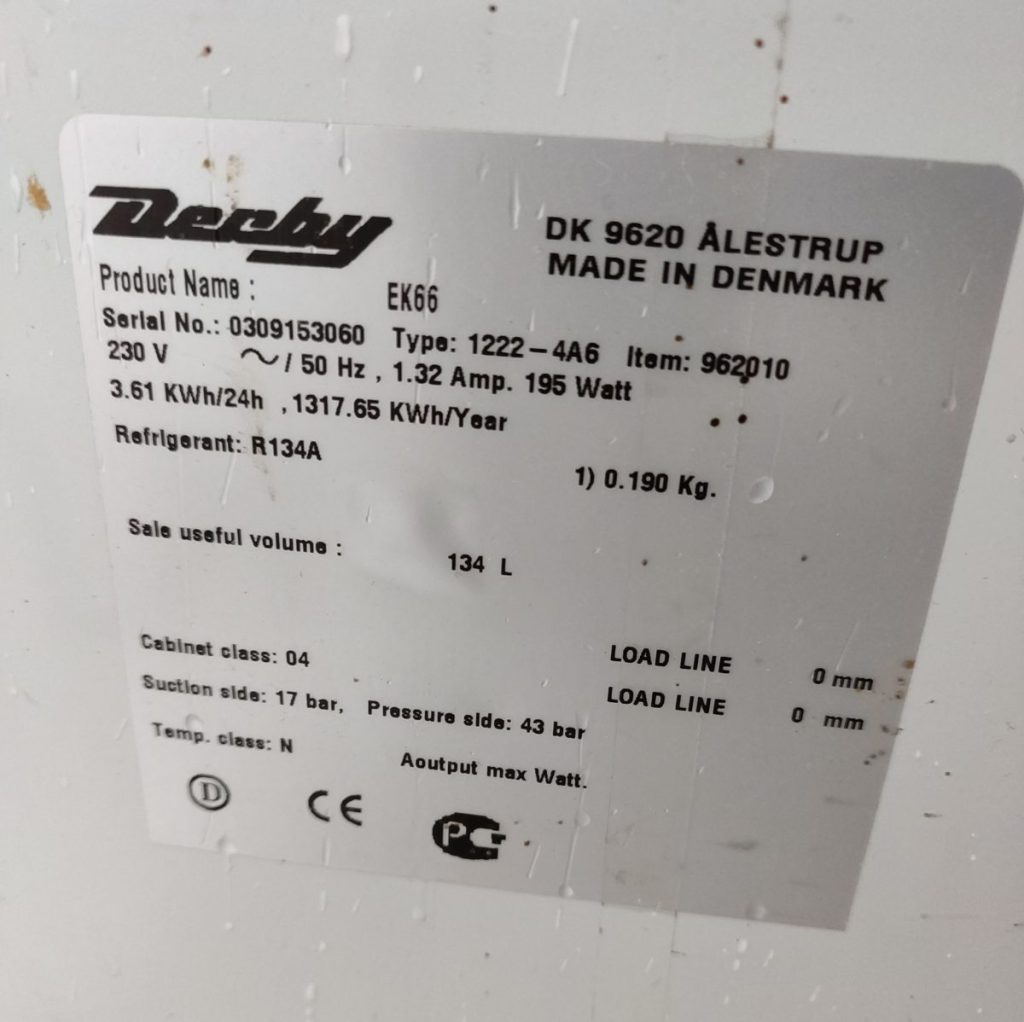 Derby
DK 9620 ÅLESTRUP
MADE IN DENMARK
Product Name : EK66
Serial No.: 0309153060 Type: 1222-4A6 Item: 962010
230 V ~/ 50 Hz , 1.32 Amp. 195 Watt
3.61 KWh/24h ,1317.65 KWh/Year
Refrigerant: R134A 1) 0.190 Kg.
Sale useful volume : 134 L
Cabinet class: 04 LOAD LINE 0 mm
Suction side: 17 bar, Pressure side: 43 bar LOAD LINE 0 mm
Temp. class: N Aoutput max Watt.
D CE PG